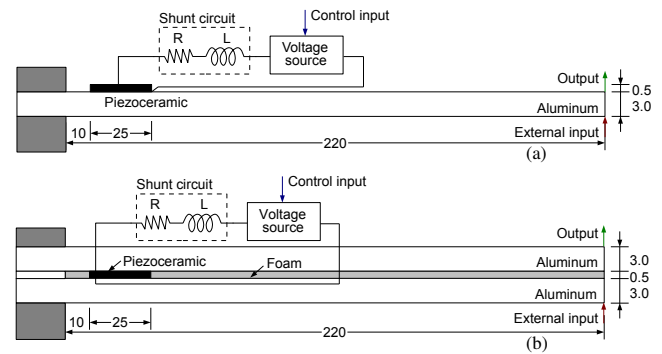 Control input
Shunt circuit
R
L
Voltage
source
Output
Piezoceramic
0.5
Aluminum
3.0
10
25
External input
220
(a)
Control input
Shunt circuit
R
L
Voltage
source
Output
Piezoceramic
Foam
Aluminum
3.0
0.5
Aluminum
3.0
10
25
External input
220
(b)